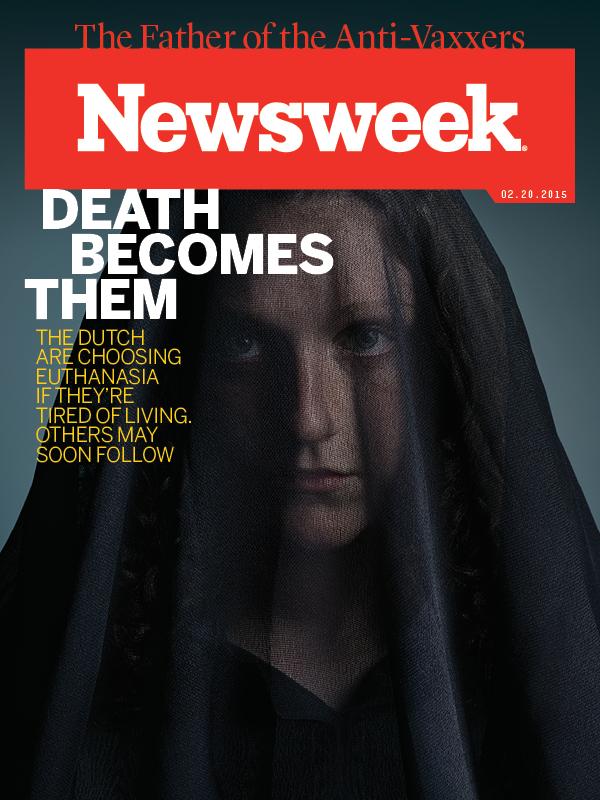 The Father of the Anti-Vaxxers
Newsweek
02.20.2015
DEATH
BECOMES
THEM
THE DUTCH
ARE CHOOSING
EUTHANASIA
IF THEY'RE
TIRED OF LIVING.
OTHERS MAY
SOON FOLLOW